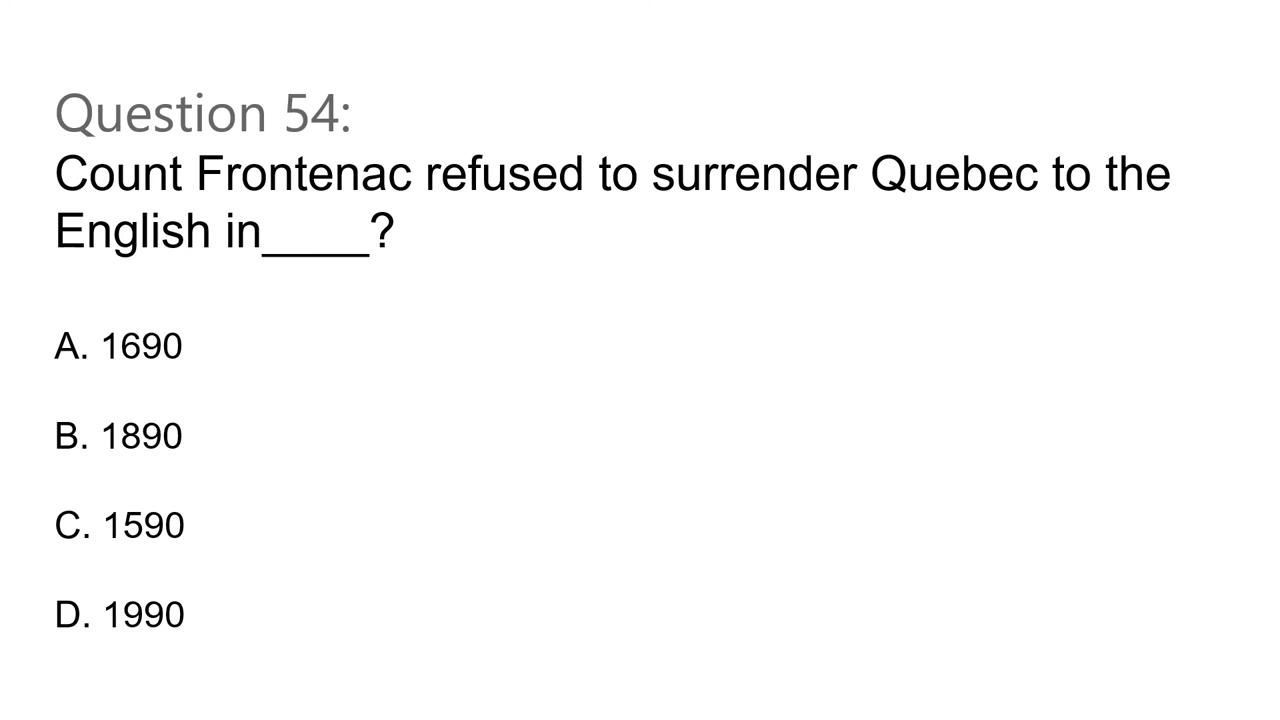 Question 54:
Count Frontenac refused to surrender Quebec to the
English in____?
A. 1690
B. 1890
C. 1590
D. 1990